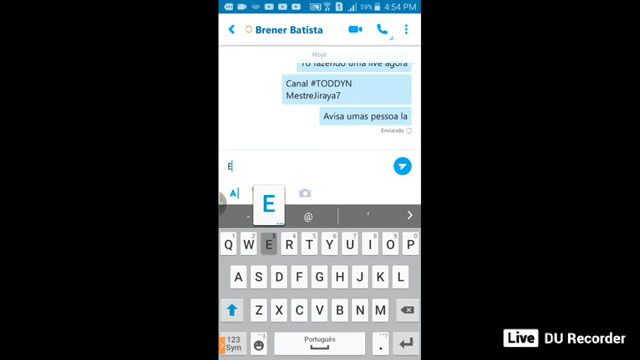 59% 4:54 PM
Brener Batista
Hoje
Tô fazendo uma live agora
Canal #TODDYN
MestreJiraya7
Avisa umas pessoa la
Enviando
E
A
E
- @ '
Q W E R T Y U I O P
A S D F G H J K L
Z X C V B N M
123
Sym
Português
.
Live DU Recorder